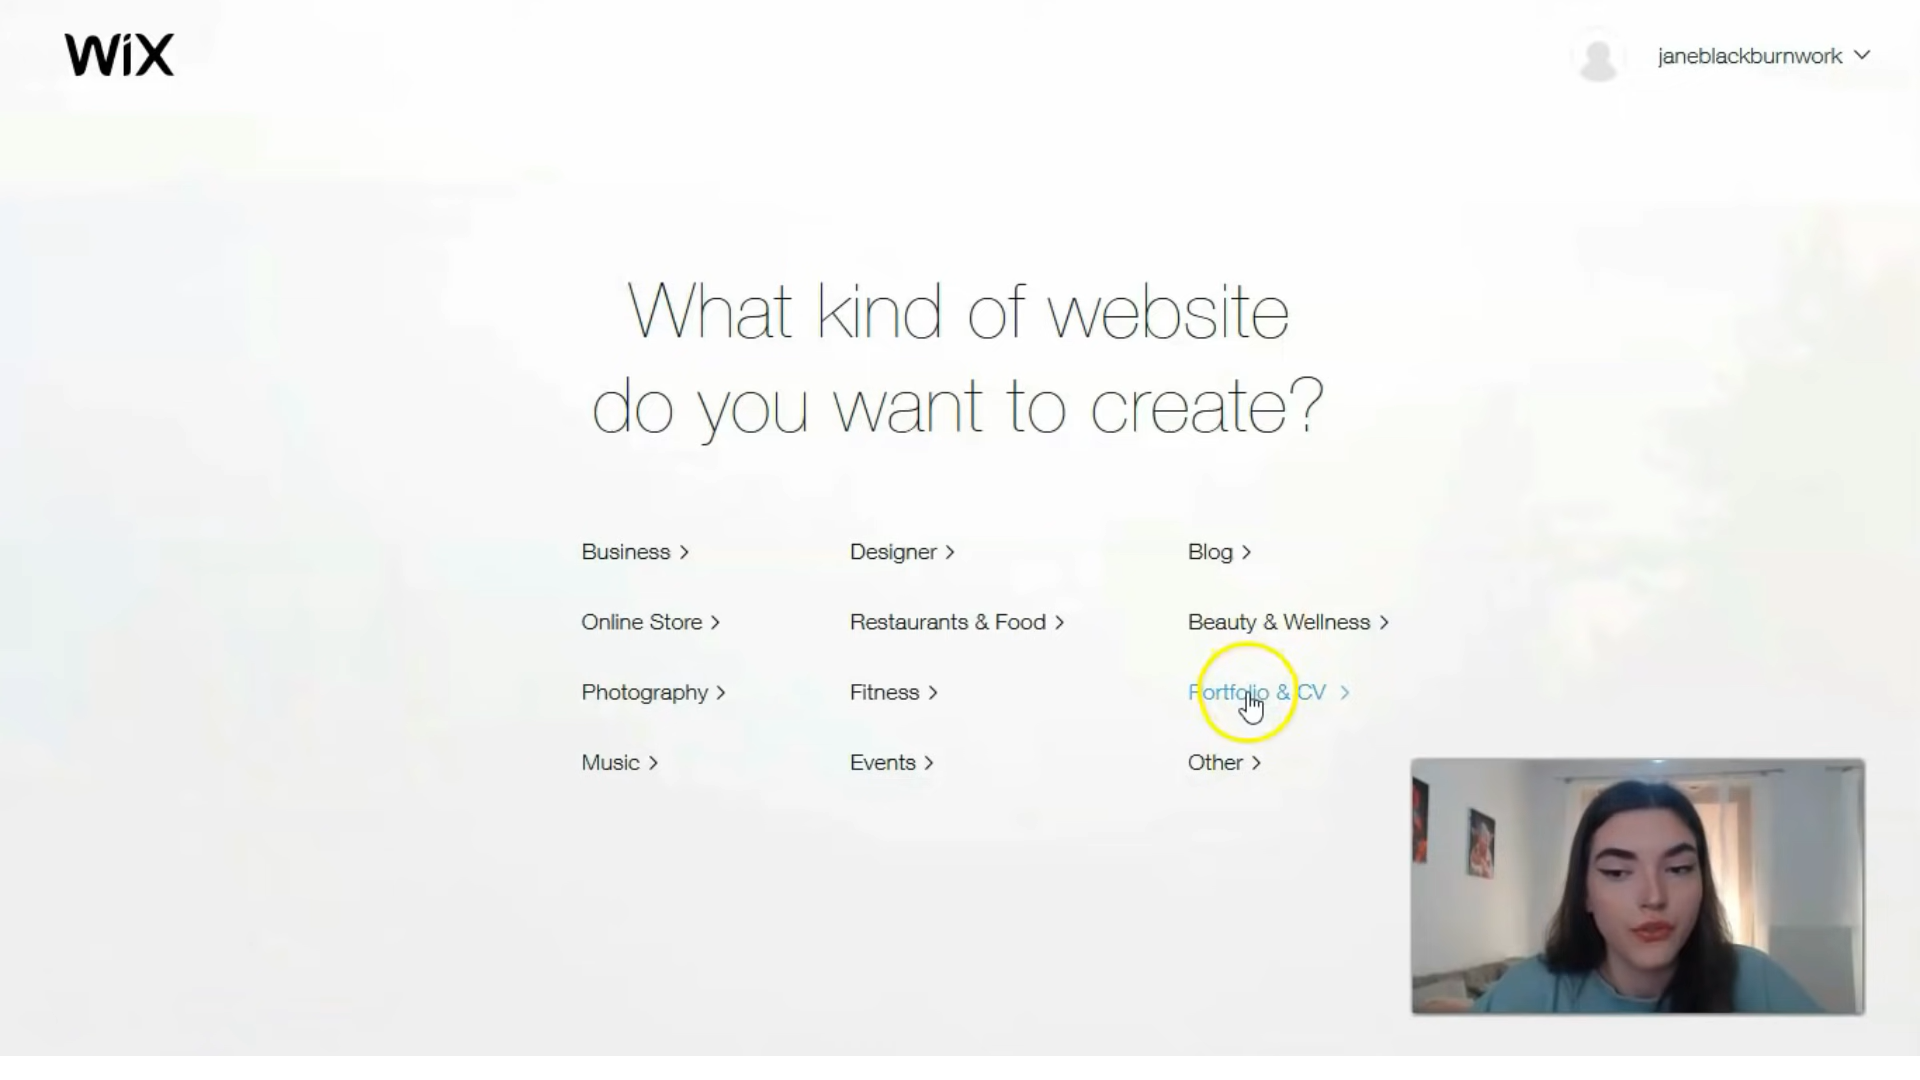 WiX
janeblackburnwork
What kind of website
do you want to create?
Business >
Designer >
Blog >
Online Store >
Restaurants & Food >
Beauty & Wellness >
Photography >
Fitness >
Portfolio & CV >
Music >
Events >
Other >